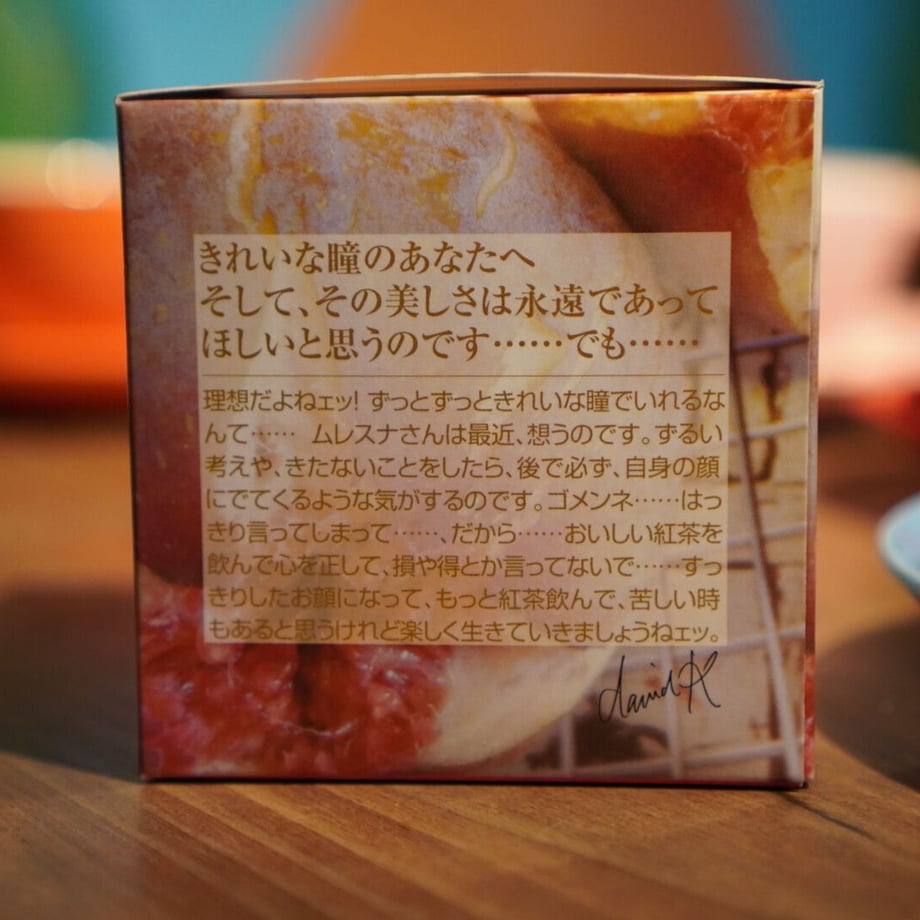 きれいな瞳のあなたへ
そして、その美しさは永遠であって
ほしいと思うのです……でも……
理想だよねェッ! ずっとずっときれいな瞳でいれるな
んて…… ムレスナさんは最近、想うのです。ずるい
考えや、きたないことをしたら、後で必ず、自身の顔
にでてくるような気がするのです。ゴメンネ……はっ
きり言ってしまって……、だから……おいしい紅茶を
飲んで心を正して、損や得とか言ってないで……すっ
きりしたお顔になって、もっと紅茶飲んで、苦しい時
もあると思うけれど楽しく生きていきましょうねェッ。
david K